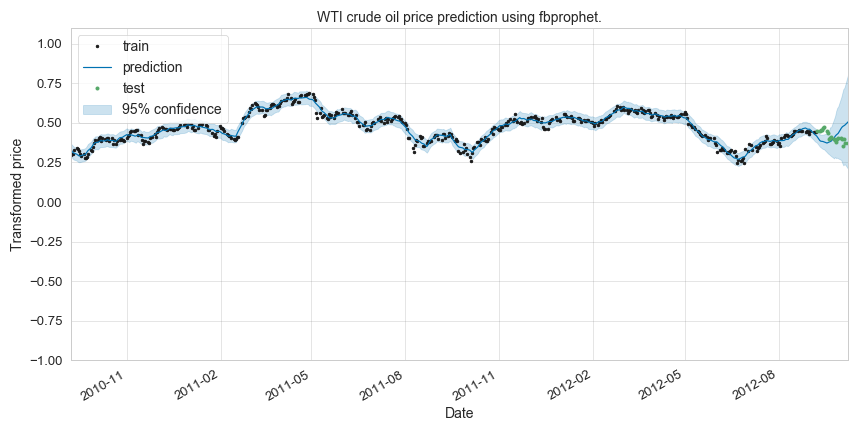 WTI crude oil price prediction using fbprophet.
train
prediction
test
95% confidence
Transformed price
1.00
0.75
0.50
0.25
0.00
−0.25
−0.50
−0.75
−1.00
2010-11
2011-02
2011-05
2011-08
2011-11
2012-02
2012-05
2012-08
Date